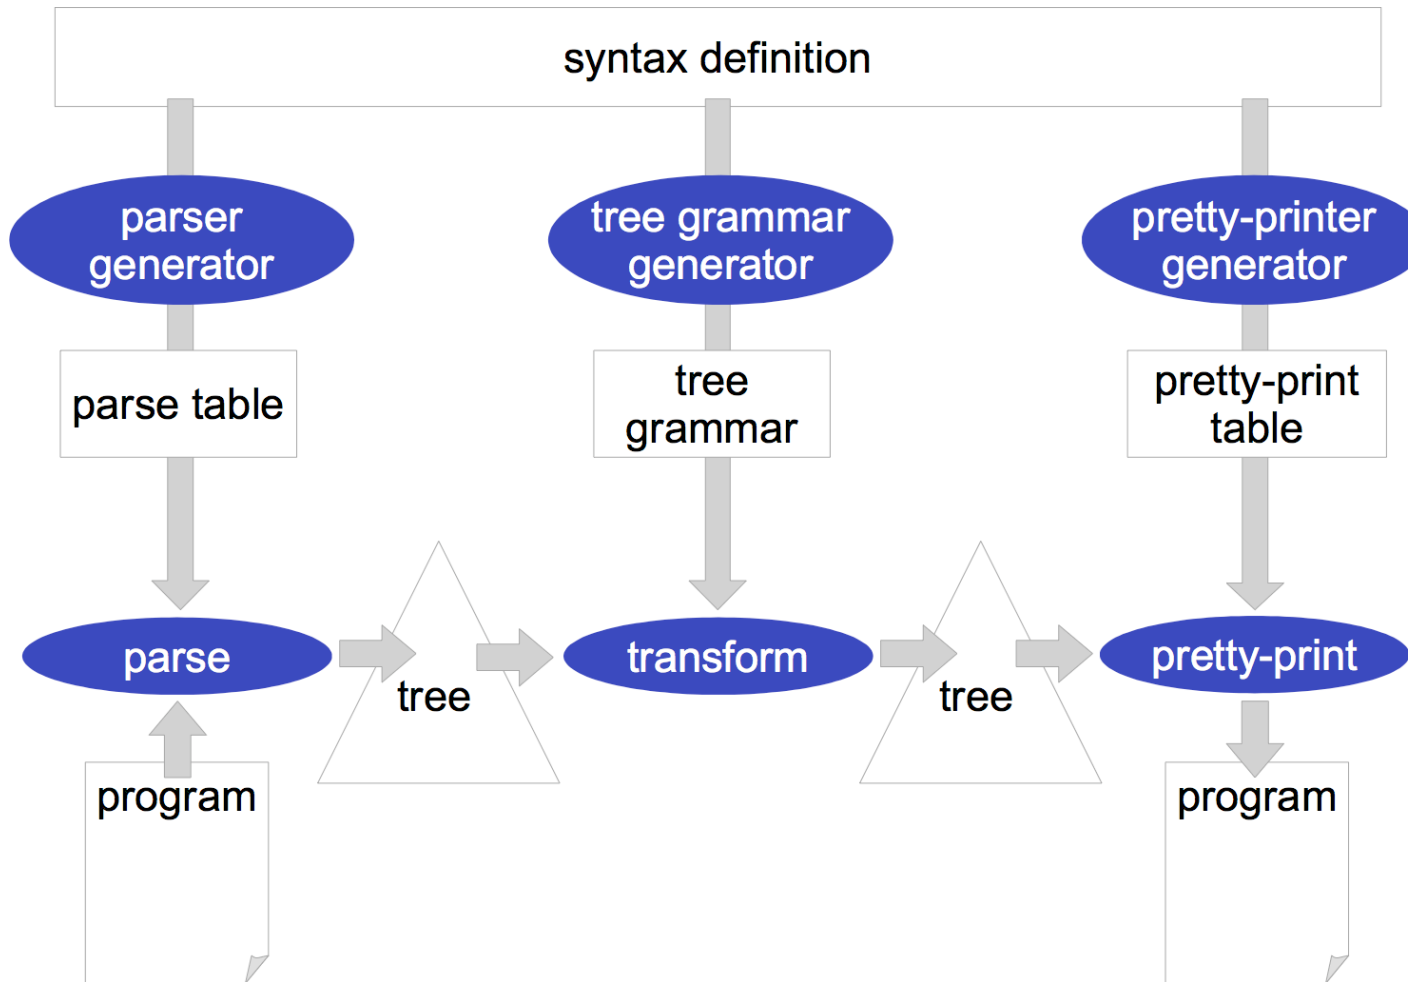 syntax definition
parser
generator
tree grammar
generator
pretty-printer
generator
parse table
tree
grammar
pretty-print
table
parse
tree
transform
tree
pretty-print
program
program